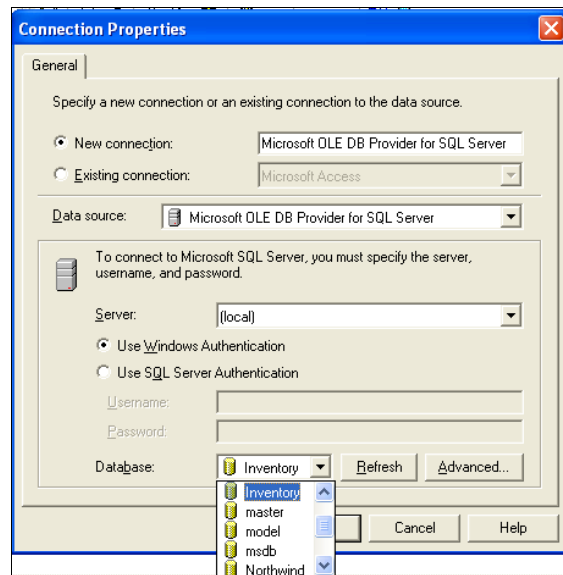 Connection Properties
General
Specify a new connection or an existing connection to the data source.
New connection: Microsoft OLE DB Provider for SQL Server
Existing connection: Microsoft Access
Data source: Microsoft OLE DB Provider for SQL Server
To connect to Microsoft SQL Server, you must specify the server,
username, and password.
Server: (local)
Use Windows Authentication
Use SQL Server Authentication
Username:
Password:
Database: Inventory Refresh Advanced...
Inventory
master
model
msdb
Northwind
Cancel Help